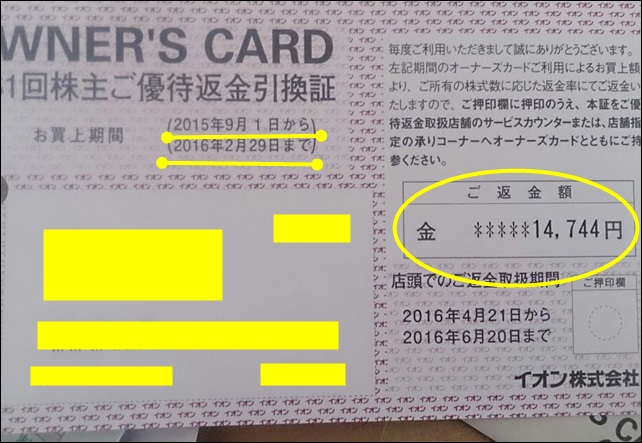 WNER'S CARD
1回株主ご優待返金引換証
お買上期間
(2015年9月1日から)
(2016年2月29日まで)
毎度ご利用いただきまして誠にありがとうございます。
左記期間のオーナーズカードご利用によるお買上額
より、ご所有の株式数に応じた返金率にてご返金い
たしますので、ご押印欄に押印のうえ、本証をご優
待返金取扱店舗のサービスカウンターまたは、店舗指
定の承りコーナーへオーナーズカードとともにご持
参ください。
ご返金額
金 *****14,744円
店頭でのご返金取扱期間
ご押印欄
2016年4月21日から
2016年6月20日まで
イオン株式会社